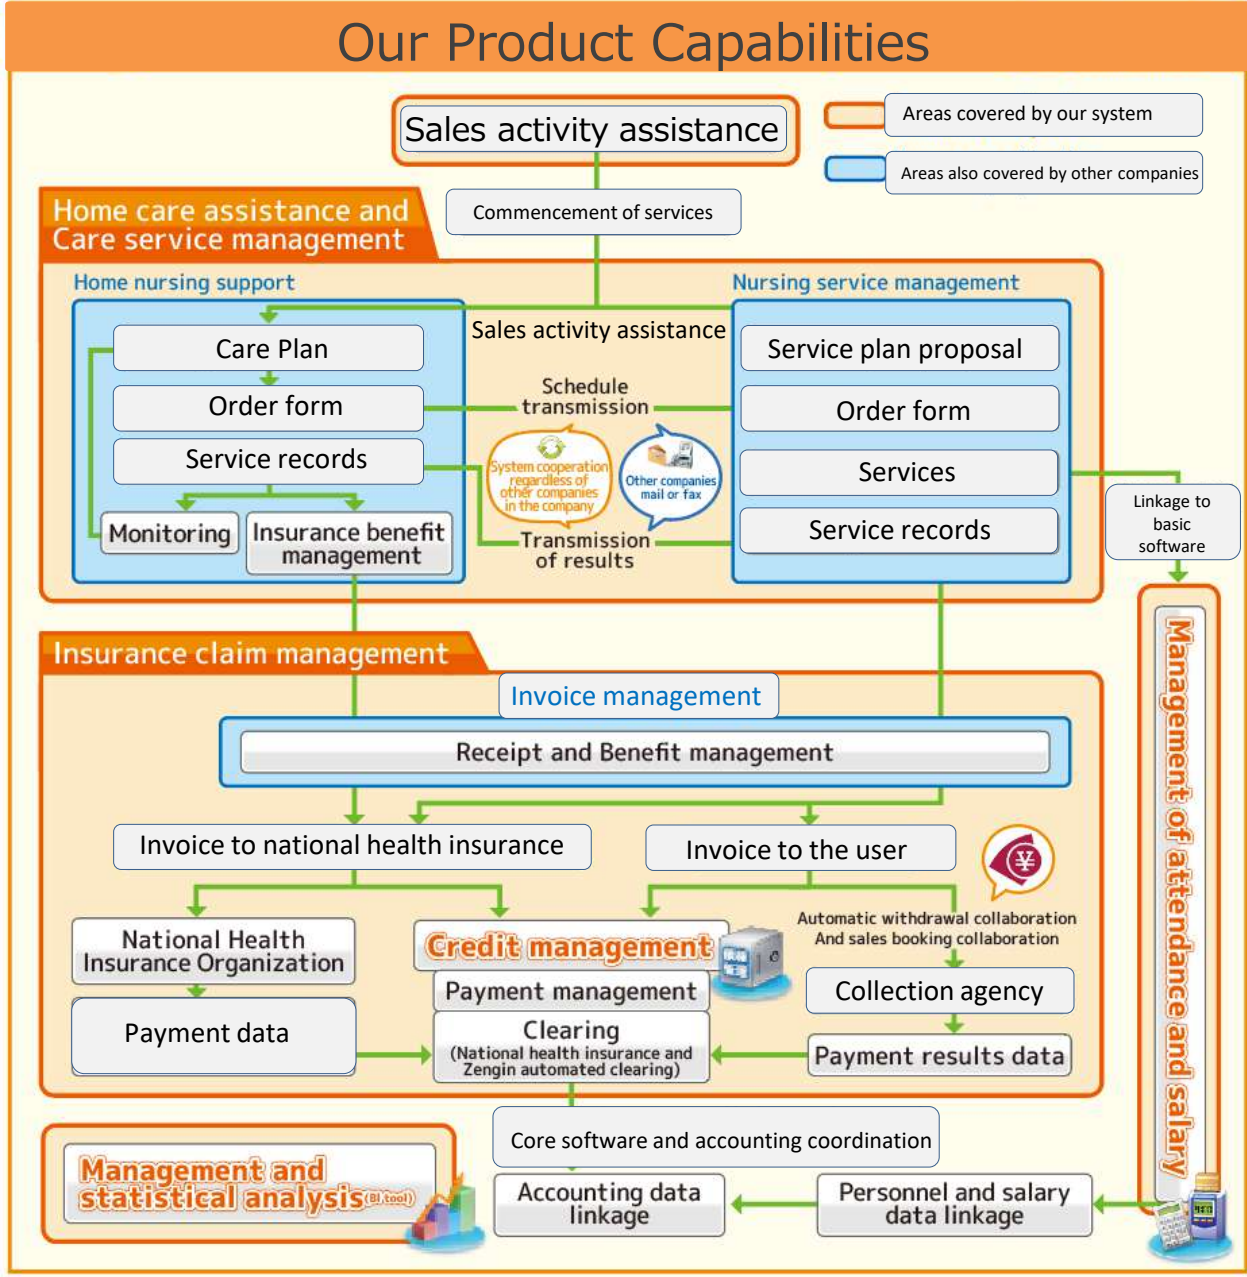 Our Product Capabilities
Sales activity assistance
Areas covered by our system
Areas also covered by other companies
Commencement of services
Home care assistance and
Care service management
Home nursing support
Nursing service management
Sales activity assistance
Care Plan
Order form
Service records
Monitoring
Insurance benefit
management
Schedule
transmission
System cooperation
regardless of
other companies
in the company
Other companies
mail or fax
Transmission
of results
Service plan proposal
Order form
Services
Service records
Linkage to
basic
software
Insurance claim management
Invoice management
Receipt and Benefit management
Invoice to national health insurance
Invoice to the user
¥
Automatic withdrawal collaboration
And sales booking collaboration
National Health
Insurance Organization
Credit management
Payment management
Collection agency
Payment data
Clearing
(National health insurance and
Zengin automated clearing)
Payment results data
Management of attendance and salary
Core software and accounting coordination
Management and
statistical analysis(BI,tool)
Accounting data
linkage
Personnel and salary
data linkage